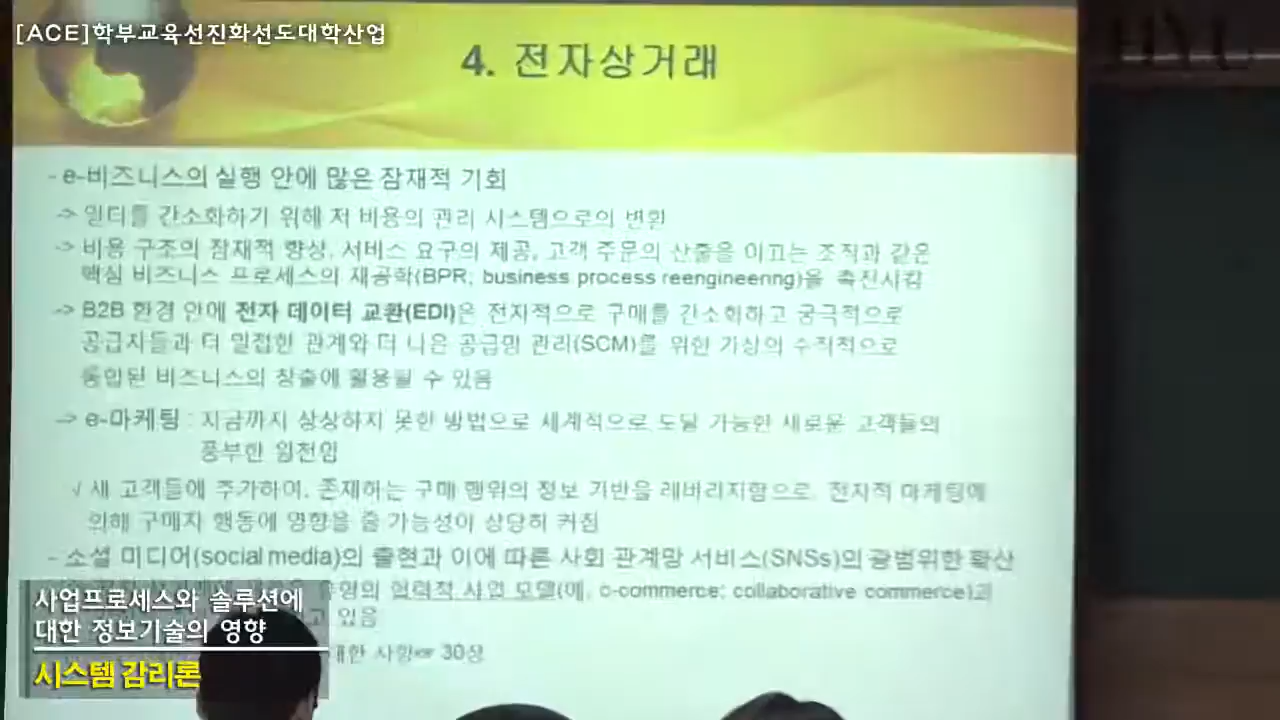 [ACE]학부교육선진화선도대학산업
HYU
4. 전자상거래
- e-비즈니스의 실행 안에 많은 잠재적 기회
-> 일터를 간소화하기 위해 저 비용의 관리 시스템으로의 변환
-> 비용 구조의 잠재적 향상, 서비스 요구의 제공, 고객 주문의 산출을 이끄는 조직과 같은
핵심 비즈니스 프로세스의 재공학(BPR; business process reengineering)을 촉진시킴
-> B2B 환경 안에 전자 데이터 교환(EDI)은 전자적으로 구매를 간소화하고 궁극적으로
공급자들과 더 밀접한 관계와 더 나은 공급망 관리(SCM)를 위한 가상의 수직적으로
통합된 비즈니스의 창출에 활용될 수 있음
-> e-마케팅 : 지금까지 상상하지 못한 방법으로 세계적으로 도달 가능한 새로운 고객들의
풍부한 원천임
√ 새 고객들에 추가하여, 존재하는 구매 행위의 정보 기반을 레버리지함으로, 전자적 마케팅에
의해 구매자 행동에 영향을 줄 가능성이 상당히 커짐
- 소셜 미디어(social media)의 출현과 이에 따른 사회 관계망 서비스(SNSs)의 광범위한 확산
협력적 사업 모델(예, c-commerce; collaborative commerce)과
있음
사항☞ 30장
사업프로세스와 솔루션에
대한 정보기술의 영향
시스템 감리론